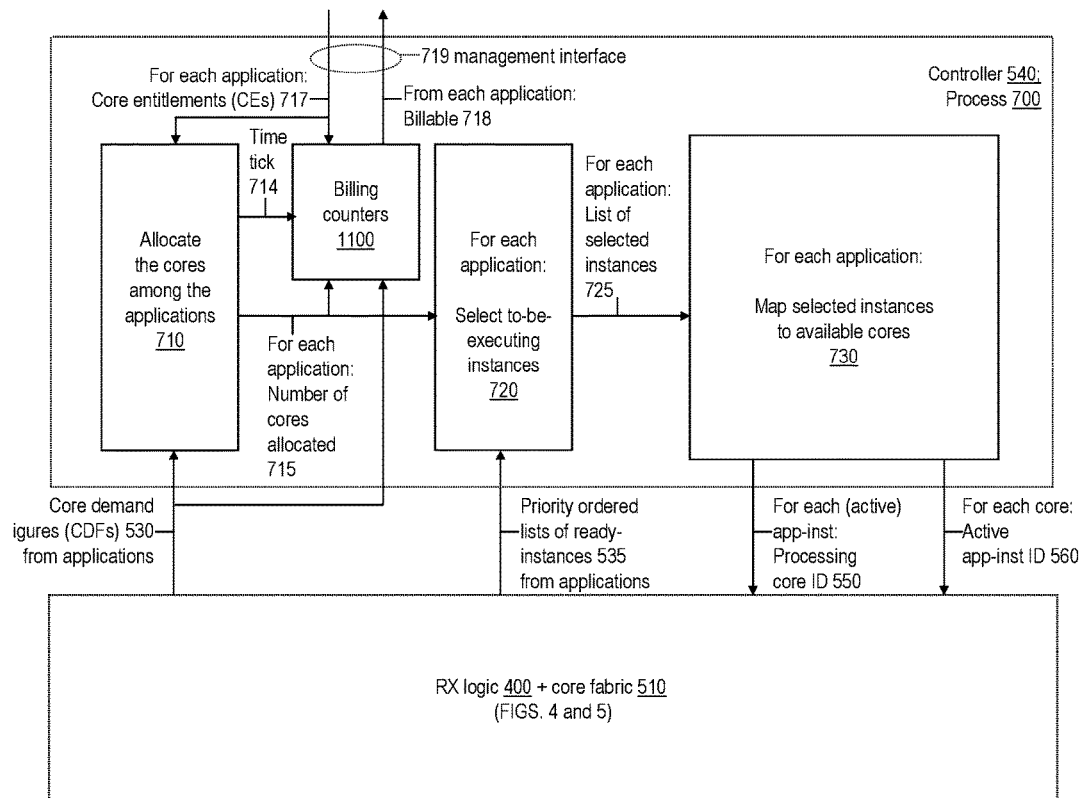 719 management interface
For each application:
Core entitlements (CEs) 717
From each application:
Billable 718
Controller 540;
Process 700
Time
tick
714
Billing
counters
1100
Allocate
the cores
among the
applications
710
For each
application:
Number of
cores
allocated
715
For each
application:
Select to-be-
executing
instances
720
For each
application:
List of
selected
instances
725
For each application:
Map selected instances
to available cores
730
Core demand
igures (CDFs) 530
from applications
Priority ordered
lists of ready-
instances 535
from applications
For each (active)
app-inst:
Processing
core ID 550
For each core:
Active
app-inst ID 560
RX logic 400 + core fabric 510
(FIGS. 4 and 5)